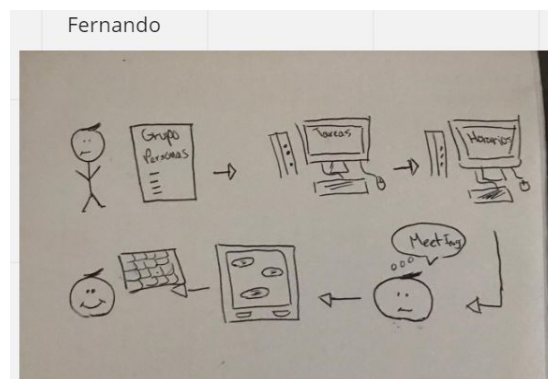 Fernando
Grupo
Personas
Tareas
Horarios
Meeting